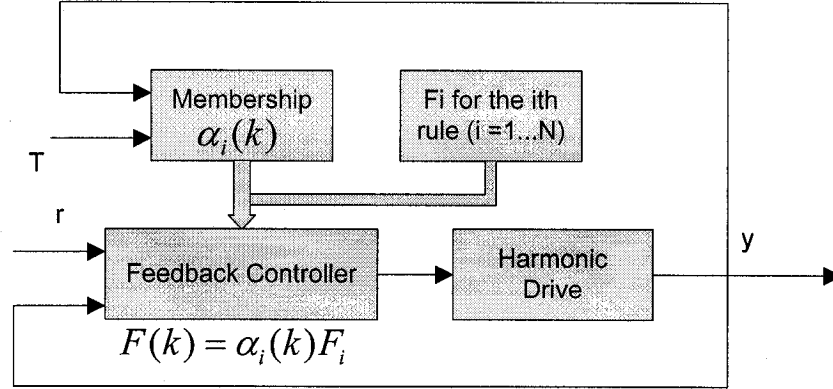 Membership
αᵢ(k)
Fi for the ith
rule (i =1...N)
T
r
Feedback Controller
Harmonic
Drive
y
F(k) = αᵢ(k)Fᵢ